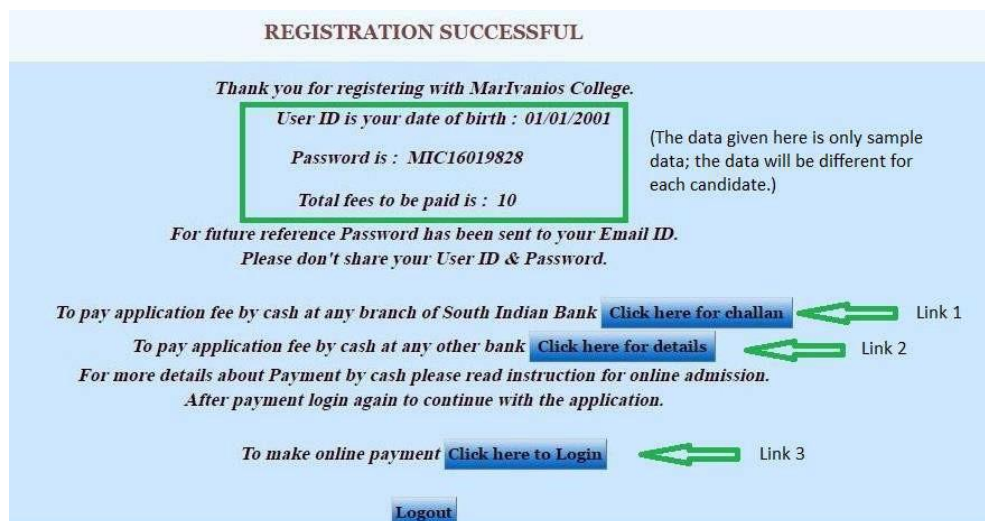 REGISTRATION SUCCESSFUL
Thank you for registering with MarIvanios College.
User ID is your date of birth : 01/01/2001
Password is : MIC16019828
Total fees to be paid is : 10
(The data given here is only sample
data; the data will be different for
each candidate.)
For future reference Password has been sent to your Email ID.
Please don't share your User ID & Password.
To pay application fee by cash at any branch of South Indian Bank Click here for challan Link 1
To pay application fee by cash at any other bank Click here for details Link 2
For more details about Payment by cash please read instruction for online admission.
After payment login again to continue with the application.
To make online payment Click here to Login Link 3
Logout